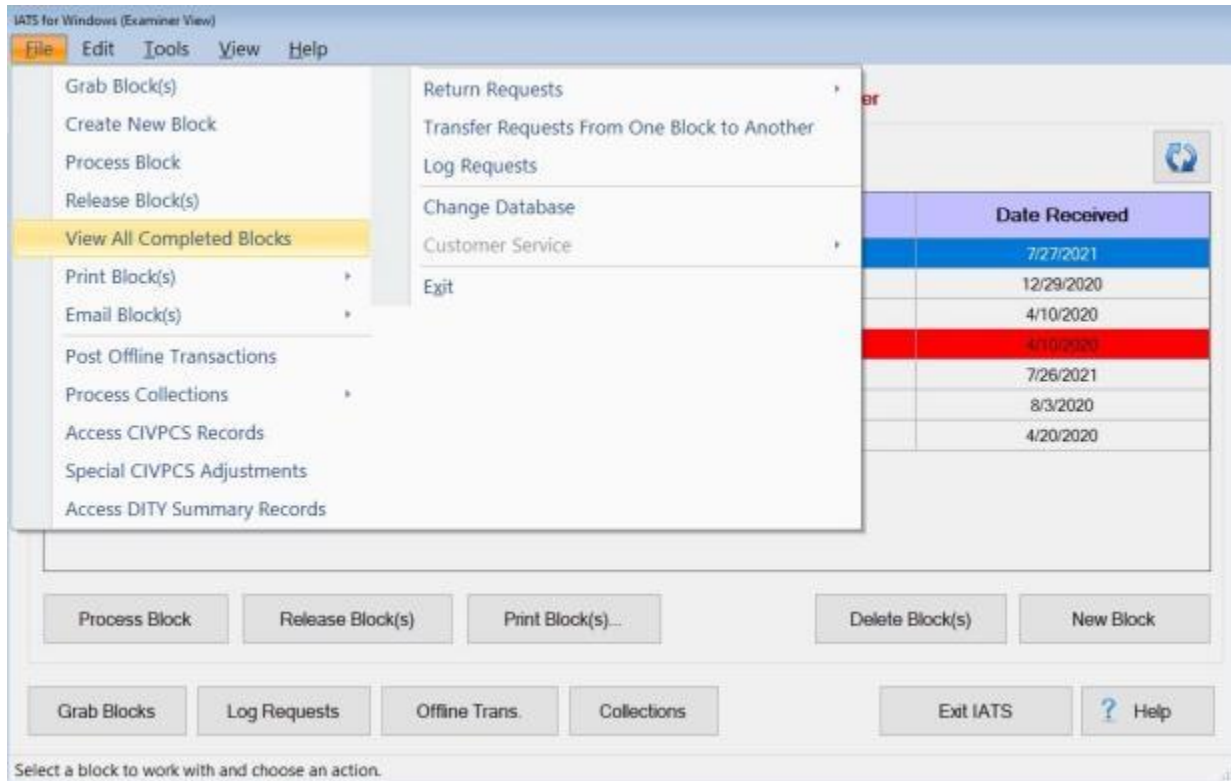 IATS for Windows (Examiner View)
File Edit Tools View Help
Grab Block(s)
Create New Block
Process Block
Release Block(s)
View All Completed Blocks
Print Block(s)
Email Block(s)
Post Offline Transactions
Process Collections
Access CIVPCS Records
Special CIVPCS Adjustments
Access DITY Summary Records
Return Requests
Transfer Requests From One Block to Another
Log Requests
Change Database
Customer Service
Exit
er
Date Received
7/27/2021
12/29/2020
4/10/2020
4/10/2020
7/26/2021
8/3/2020
4/20/2020
Process Block Release Block(s) Print Block(s)... Delete Block(s) New Block
Grab Blocks Log Requests Offline Trans. Collections Exit IATS ? Help
Select a block to work with and choose an action.